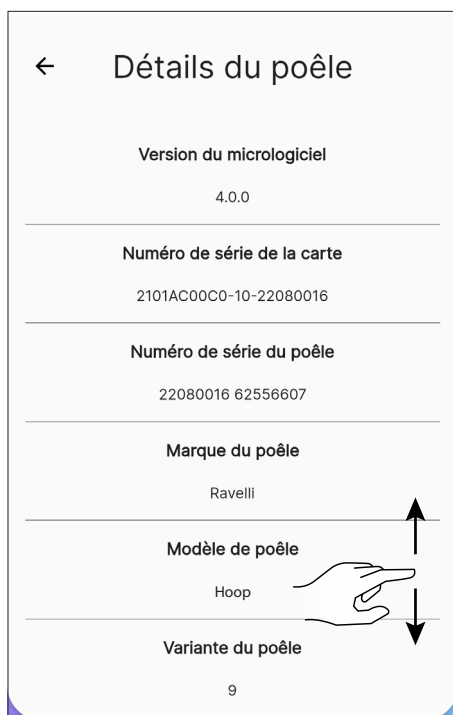 Détails du poêle
Version du micrologiciel
4.0.0
Numéro de série de la carte
2101AC00C0-10-22080016
Numéro de série du poêle
22080016 62556607
Marque du poêle
Ravelli
Modèle de poêle
Hoop
Variante du poêle
9